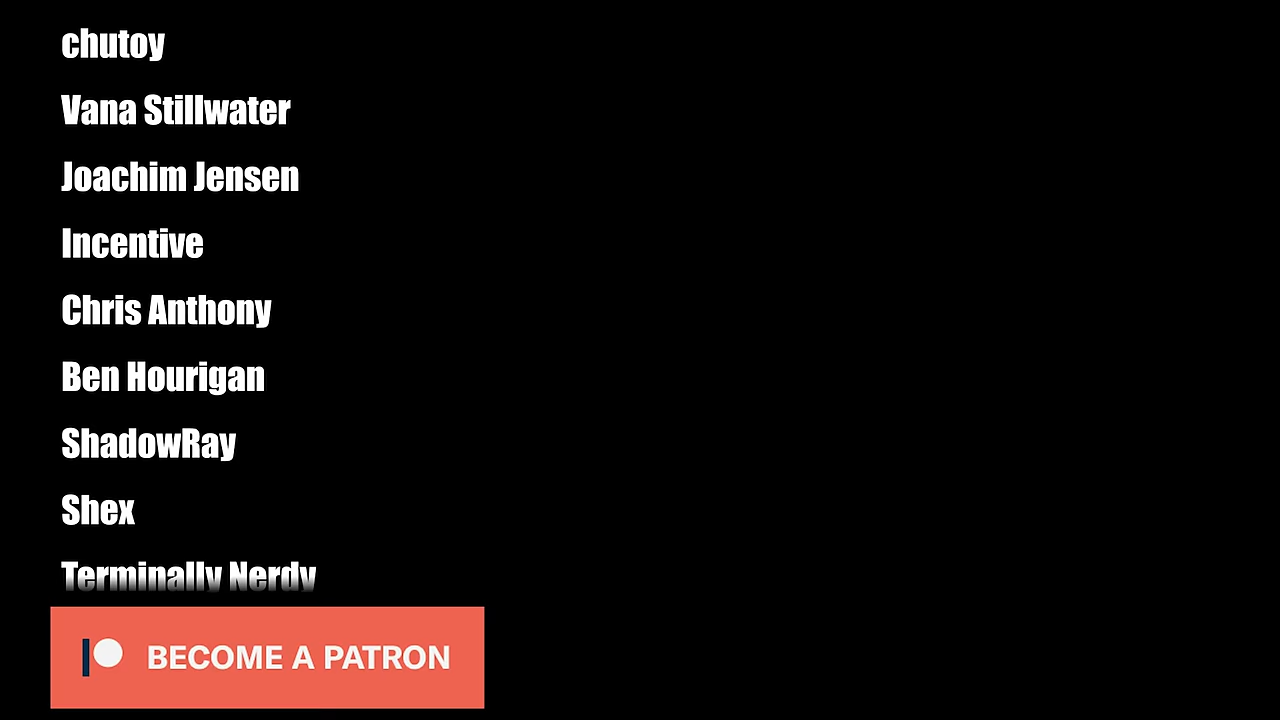 chutoy
Vana Stillwater
Joachim Jensen
Incentive
Chris Anthony
Ben Hourigan
ShadowRay
Shex
Terminally Nerdy
BECOME A PATRON